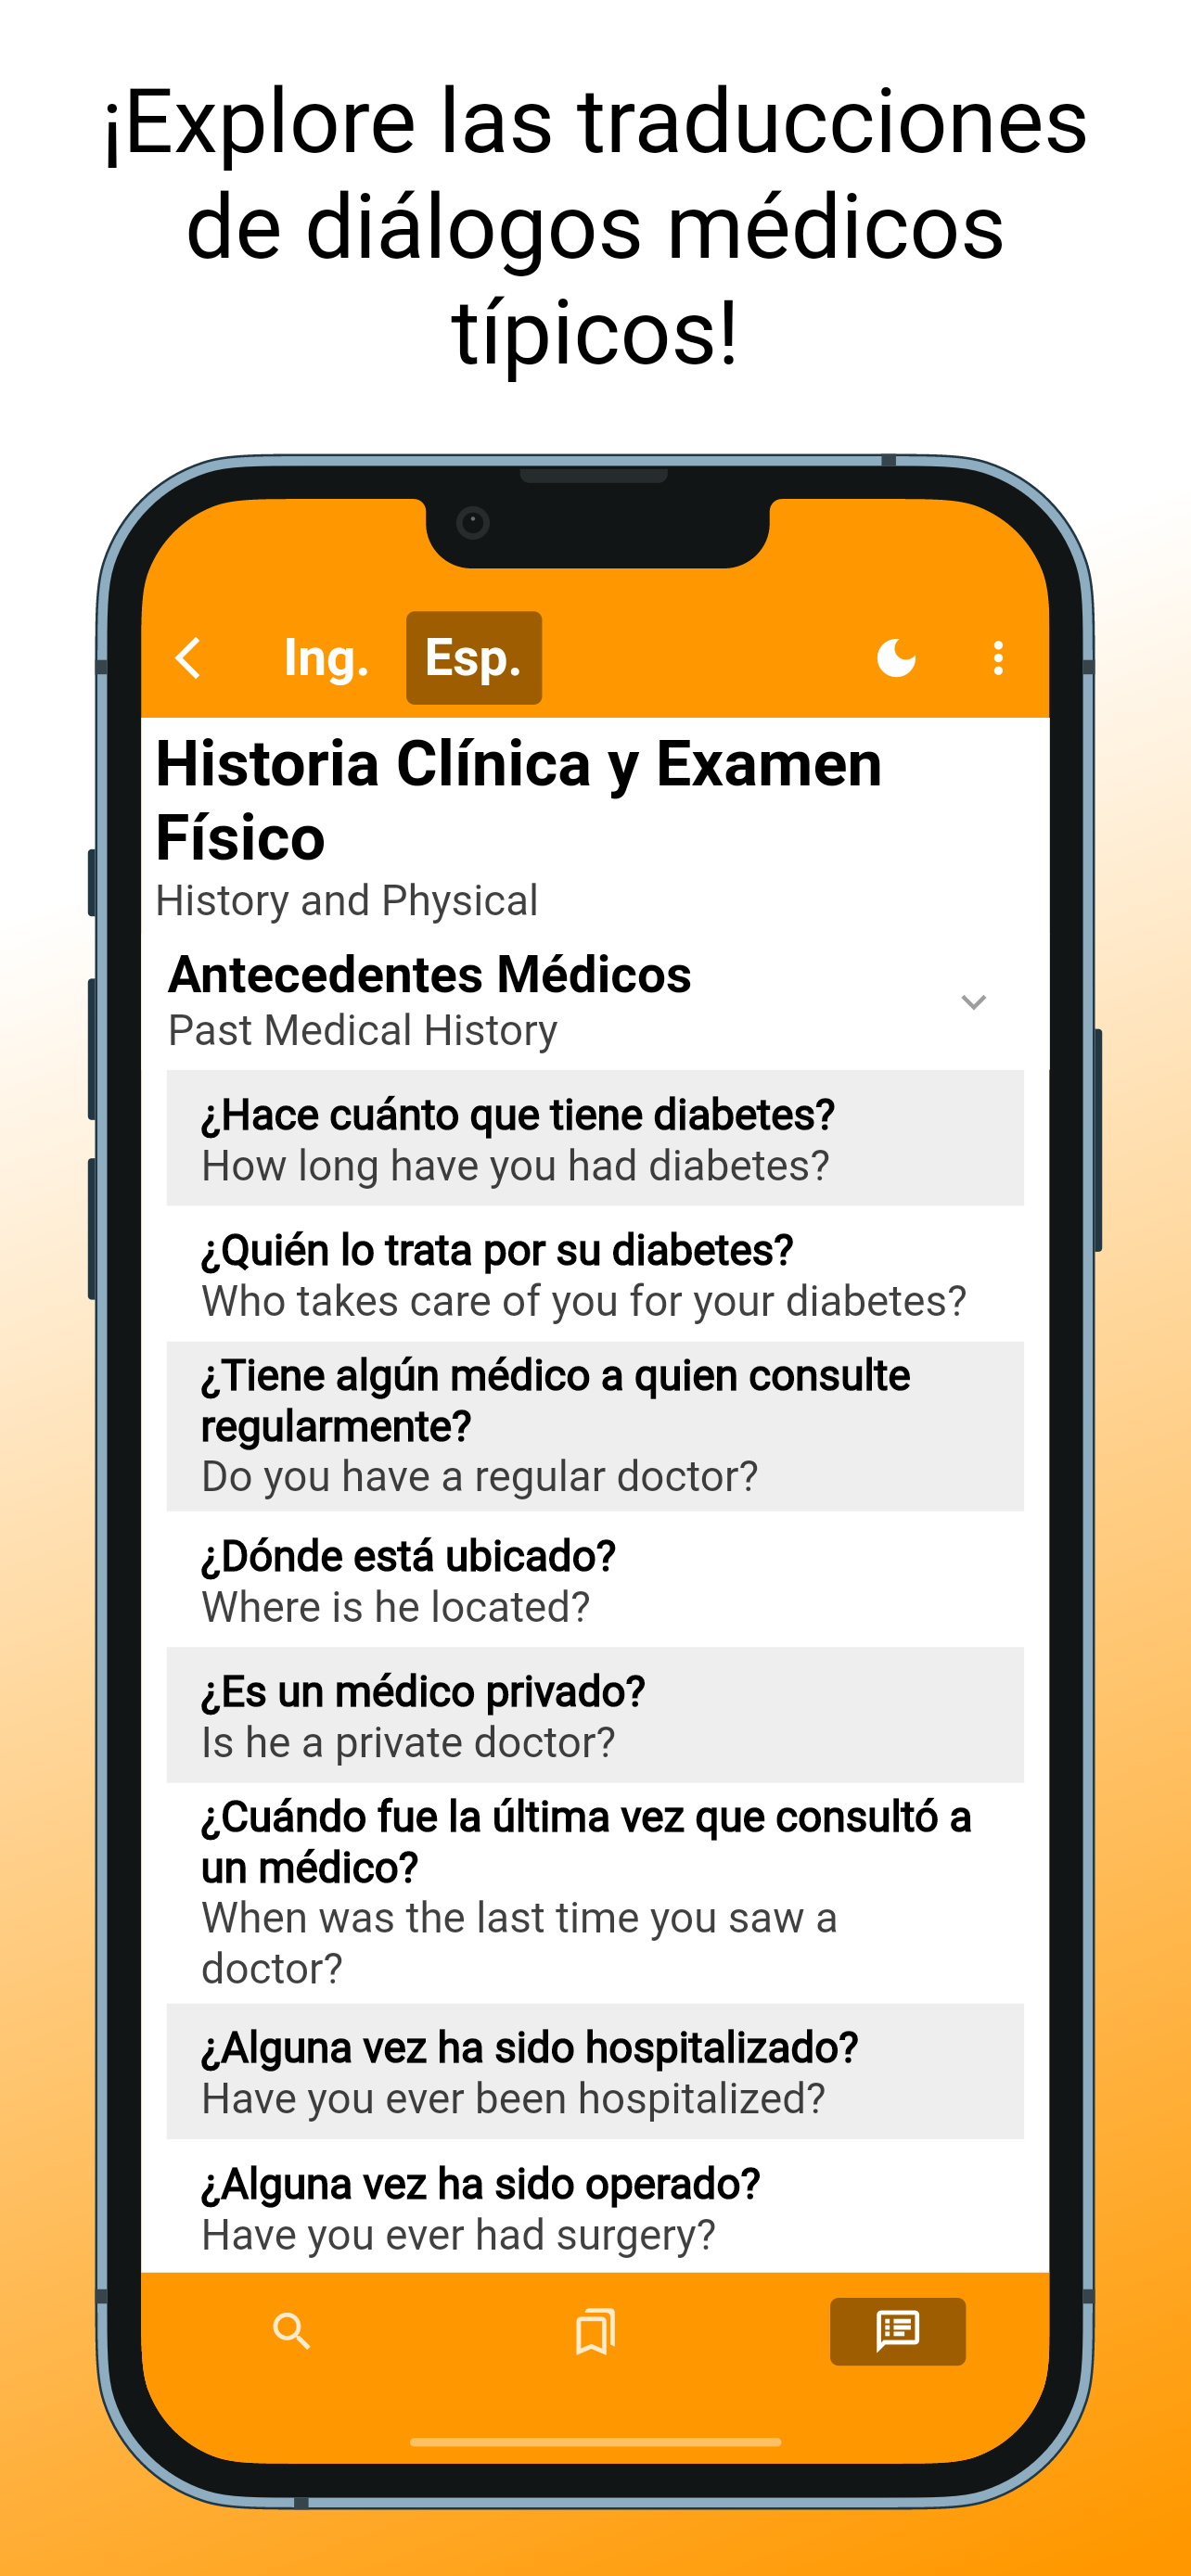 ¡Explore las traducciones
de diálogos médicos
típicos!
Ing. Esp.
Historia Clínica y Examen
Físico
History and Physical
Antecedentes Médicos
Past Medical History
¿Hace cuánto que tiene diabetes?
How long have you had diabetes?
¿Quién lo trata por su diabetes?
Who takes care of you for your diabetes?
¿Tiene algún médico a quien consulte
regularmente?
Do you have a regular doctor?
¿Dónde está ubicado?
Where is he located?
¿Es un médico privado?
Is he a private doctor?
¿Cuándo fue la última vez que consultó a
un médico?
When was the last time you saw a
doctor?
¿Alguna vez ha sido hospitalizado?
Have you ever been hospitalized?
¿Alguna vez ha sido operado?
Have you ever had surgery?